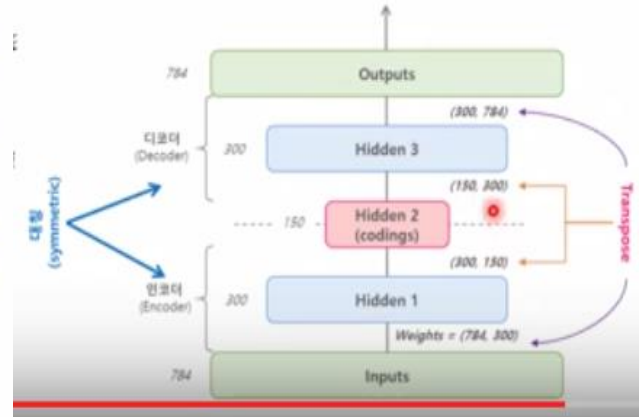 784
Outputs
(300, 784)
디코더
(Decoder)
300
Hidden 3
(150, 300)
대칭
(symmetric)
150
Hidden 2
(codings)
Transpose
(300, 150)
인코더
(Encoder)
300
Hidden 1
Weights = (784, 300)
784
Inputs